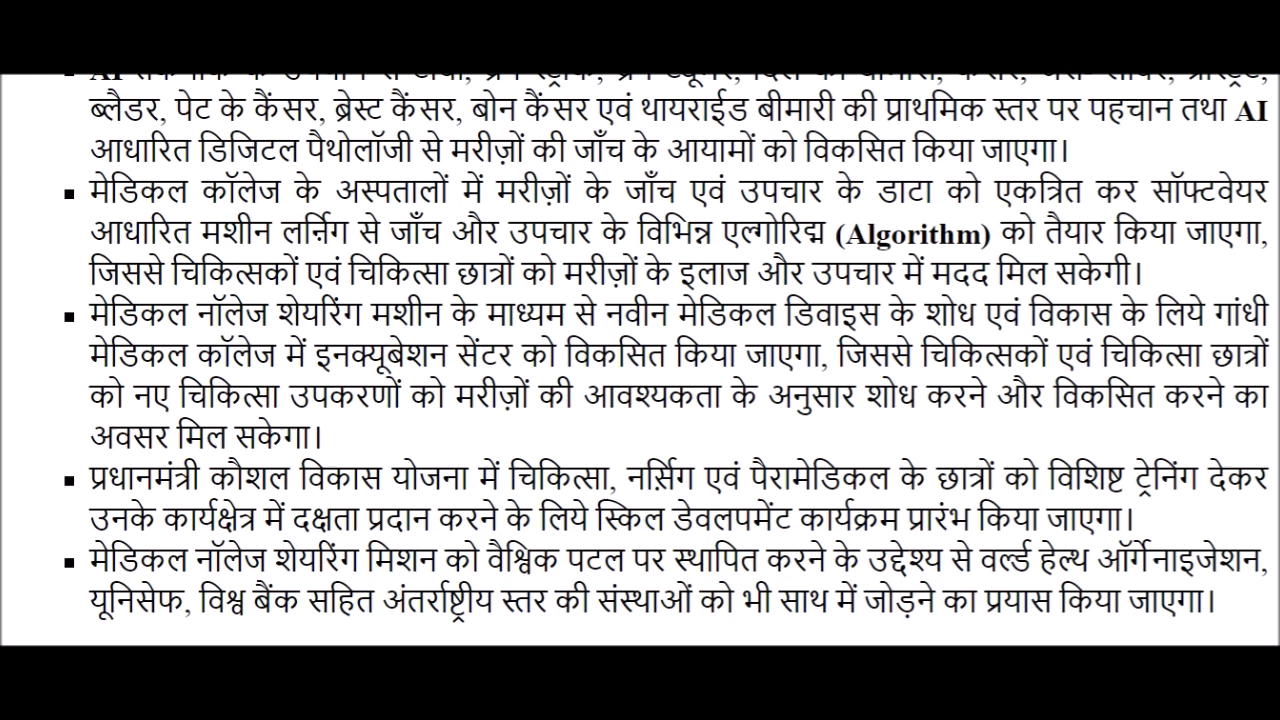 ब्लैडर, पेट के कैंसर, ब्रेस्ट कैंसर, बोन कैंसर एवं थायराईड बीमारी की प्राथमिक स्तर पर पहचान तथा AI
आधारित डिजिटल पैथोलॉजी से मरीज़ों की जाँच के आयामों को विकसित किया जाएगा।
▪ मेडिकल कॉलेज के अस्पतालों में मरीज़ों के जाँच एवं उपचार के डाटा को एकत्रित कर सॉफ्टवेयर
आधारित मशीन लर्निंग से जाँच और उपचार के विभिन्न एल्गोरिद्म (Algorithm) को तैयार किया जाएगा,
जिससे चिकित्सकों एवं चिकित्सा छात्रों को मरीज़ों के इलाज और उपचार में मदद मिल सकेगी।
▪ मेडिकल नॉलेज शेयरिंग मशीन के माध्यम से नवीन मेडिकल डिवाइस के शोध एवं विकास के लिये गांधी
मेडिकल कॉलेज में इनक्यूबेशन सेंटर को विकसित किया जाएगा, जिससे चिकित्सकों एवं चिकित्सा छात्रों
को नए चिकित्सा उपकरणों को मरीज़ों की आवश्यकता के अनुसार शोध करने और विकसित करने का
अवसर मिल सकेगा।
▪ प्रधानमंत्री कौशल विकास योजना में चिकित्सा, नर्सिंग एवं पैरामेडिकल के छात्रों को विशिष्ट ट्रेनिंग देकर
उनके कार्यक्षेत्र में दक्षता प्रदान करने के लिये स्किल डेवलपमेंट कार्यक्रम प्रारंभ किया जाएगा।
▪ मेडिकल नॉलेज शेयरिंग मिशन को वैश्विक पटल पर स्थापित करने के उद्देश्य से वर्ल्ड हेल्थ ऑर्गेनाइजेशन,
यूनिसेफ, विश्व बैंक सहित अंतर्राष्ट्रीय स्तर की संस्थाओं को भी साथ में जोड़ने का प्रयास किया जाएगा।